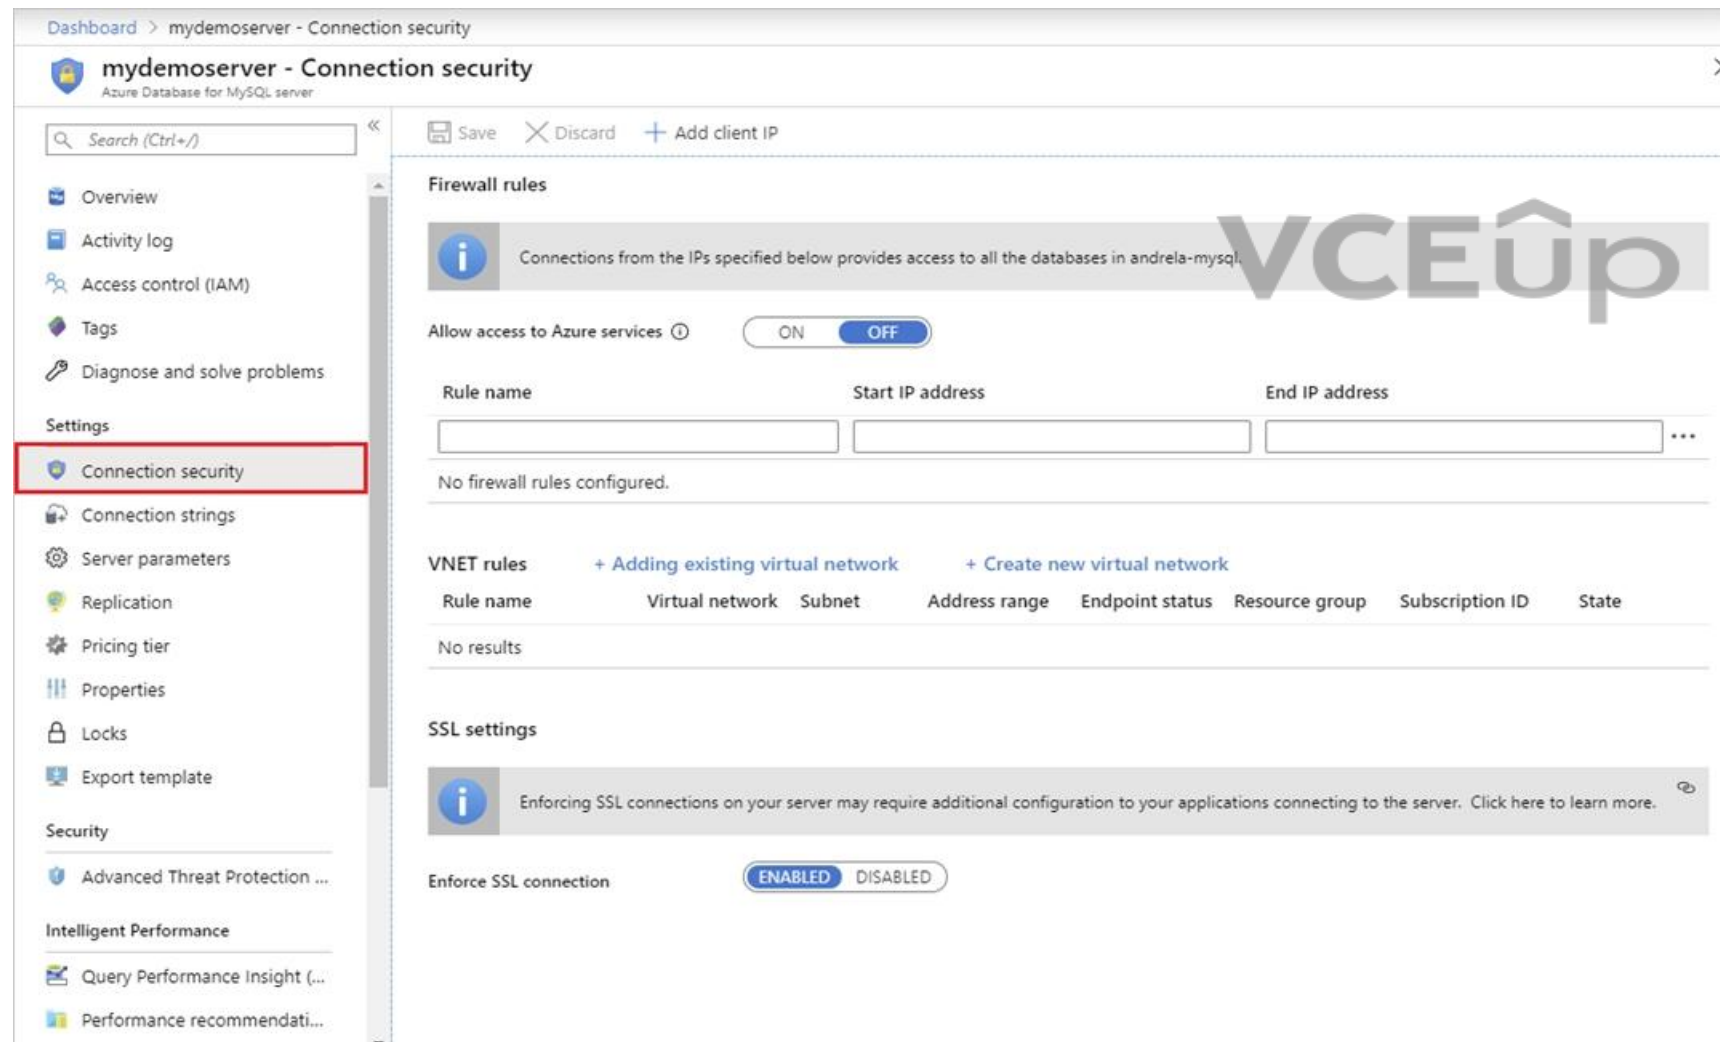 Dashboard > mydemoserver - Connection security
mydemoserver - Connection security
Azure Database for MySQL server
Search (Ctrl+/)
«
Overview
Activity log
Access control (IAM)
Tags
Diagnose and solve problems
Settings
Connection security
Connection strings
Server parameters
Replication
Pricing tier
Properties
Locks
Export template
Security
Advanced Threat Protection ...
Intelligent Performance
Query Performance Insight (...
Performance recommendati...
Save Discard + Add client IP
Firewall rules
Connections from the IPs specified below provides access to all the databases in andrela-mysql.
VCEûp
Allow access to Azure services ON OFF
Rule name Start IP address End IP address
...
No firewall rules configured.
VNET rules + Adding existing virtual network + Create new virtual network
Rule name Virtual network Subnet Address range Endpoint status Resource group Subscription ID State
No results
SSL settings
Enforcing SSL connections on your server may require additional configuration to your applications connecting to the server. Click here to learn more.
Enforce SSL connection ENABLED DISABLED